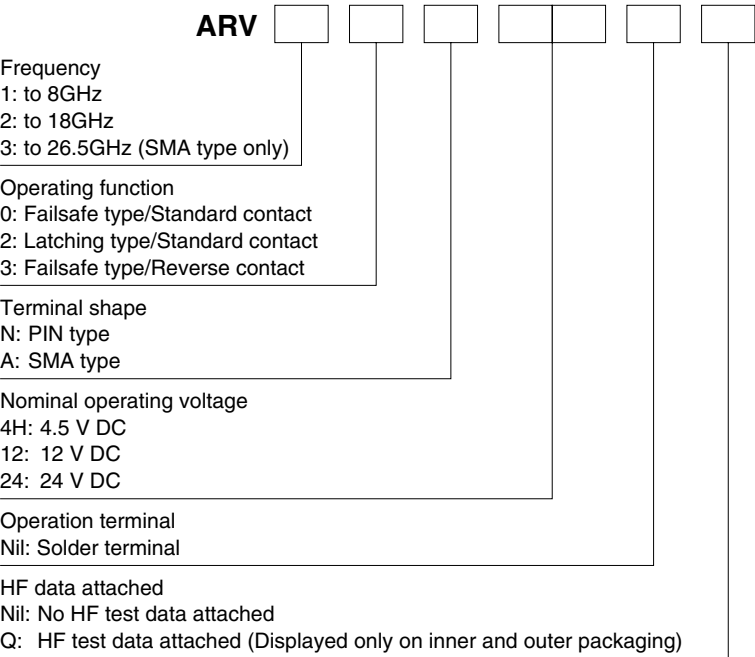 ARV
Frequency
1: to 8GHz
2: to 18GHz
3: to 26.5GHz (SMA type only)
Operating function
0: Failsafe type/Standard contact
2: Latching type/Standard contact
3: Failsafe type/Reverse contact
Terminal shape
N: PIN type
A: SMA type
Nominal operating voltage
4H: 4.5 V DC
12: 12 V DC
24: 24 V DC
Operation terminal
Nil: Solder terminal
HF data attached
Nil: No HF test data attached
Q: HF test data attached (Displayed only on inner and outer packaging)